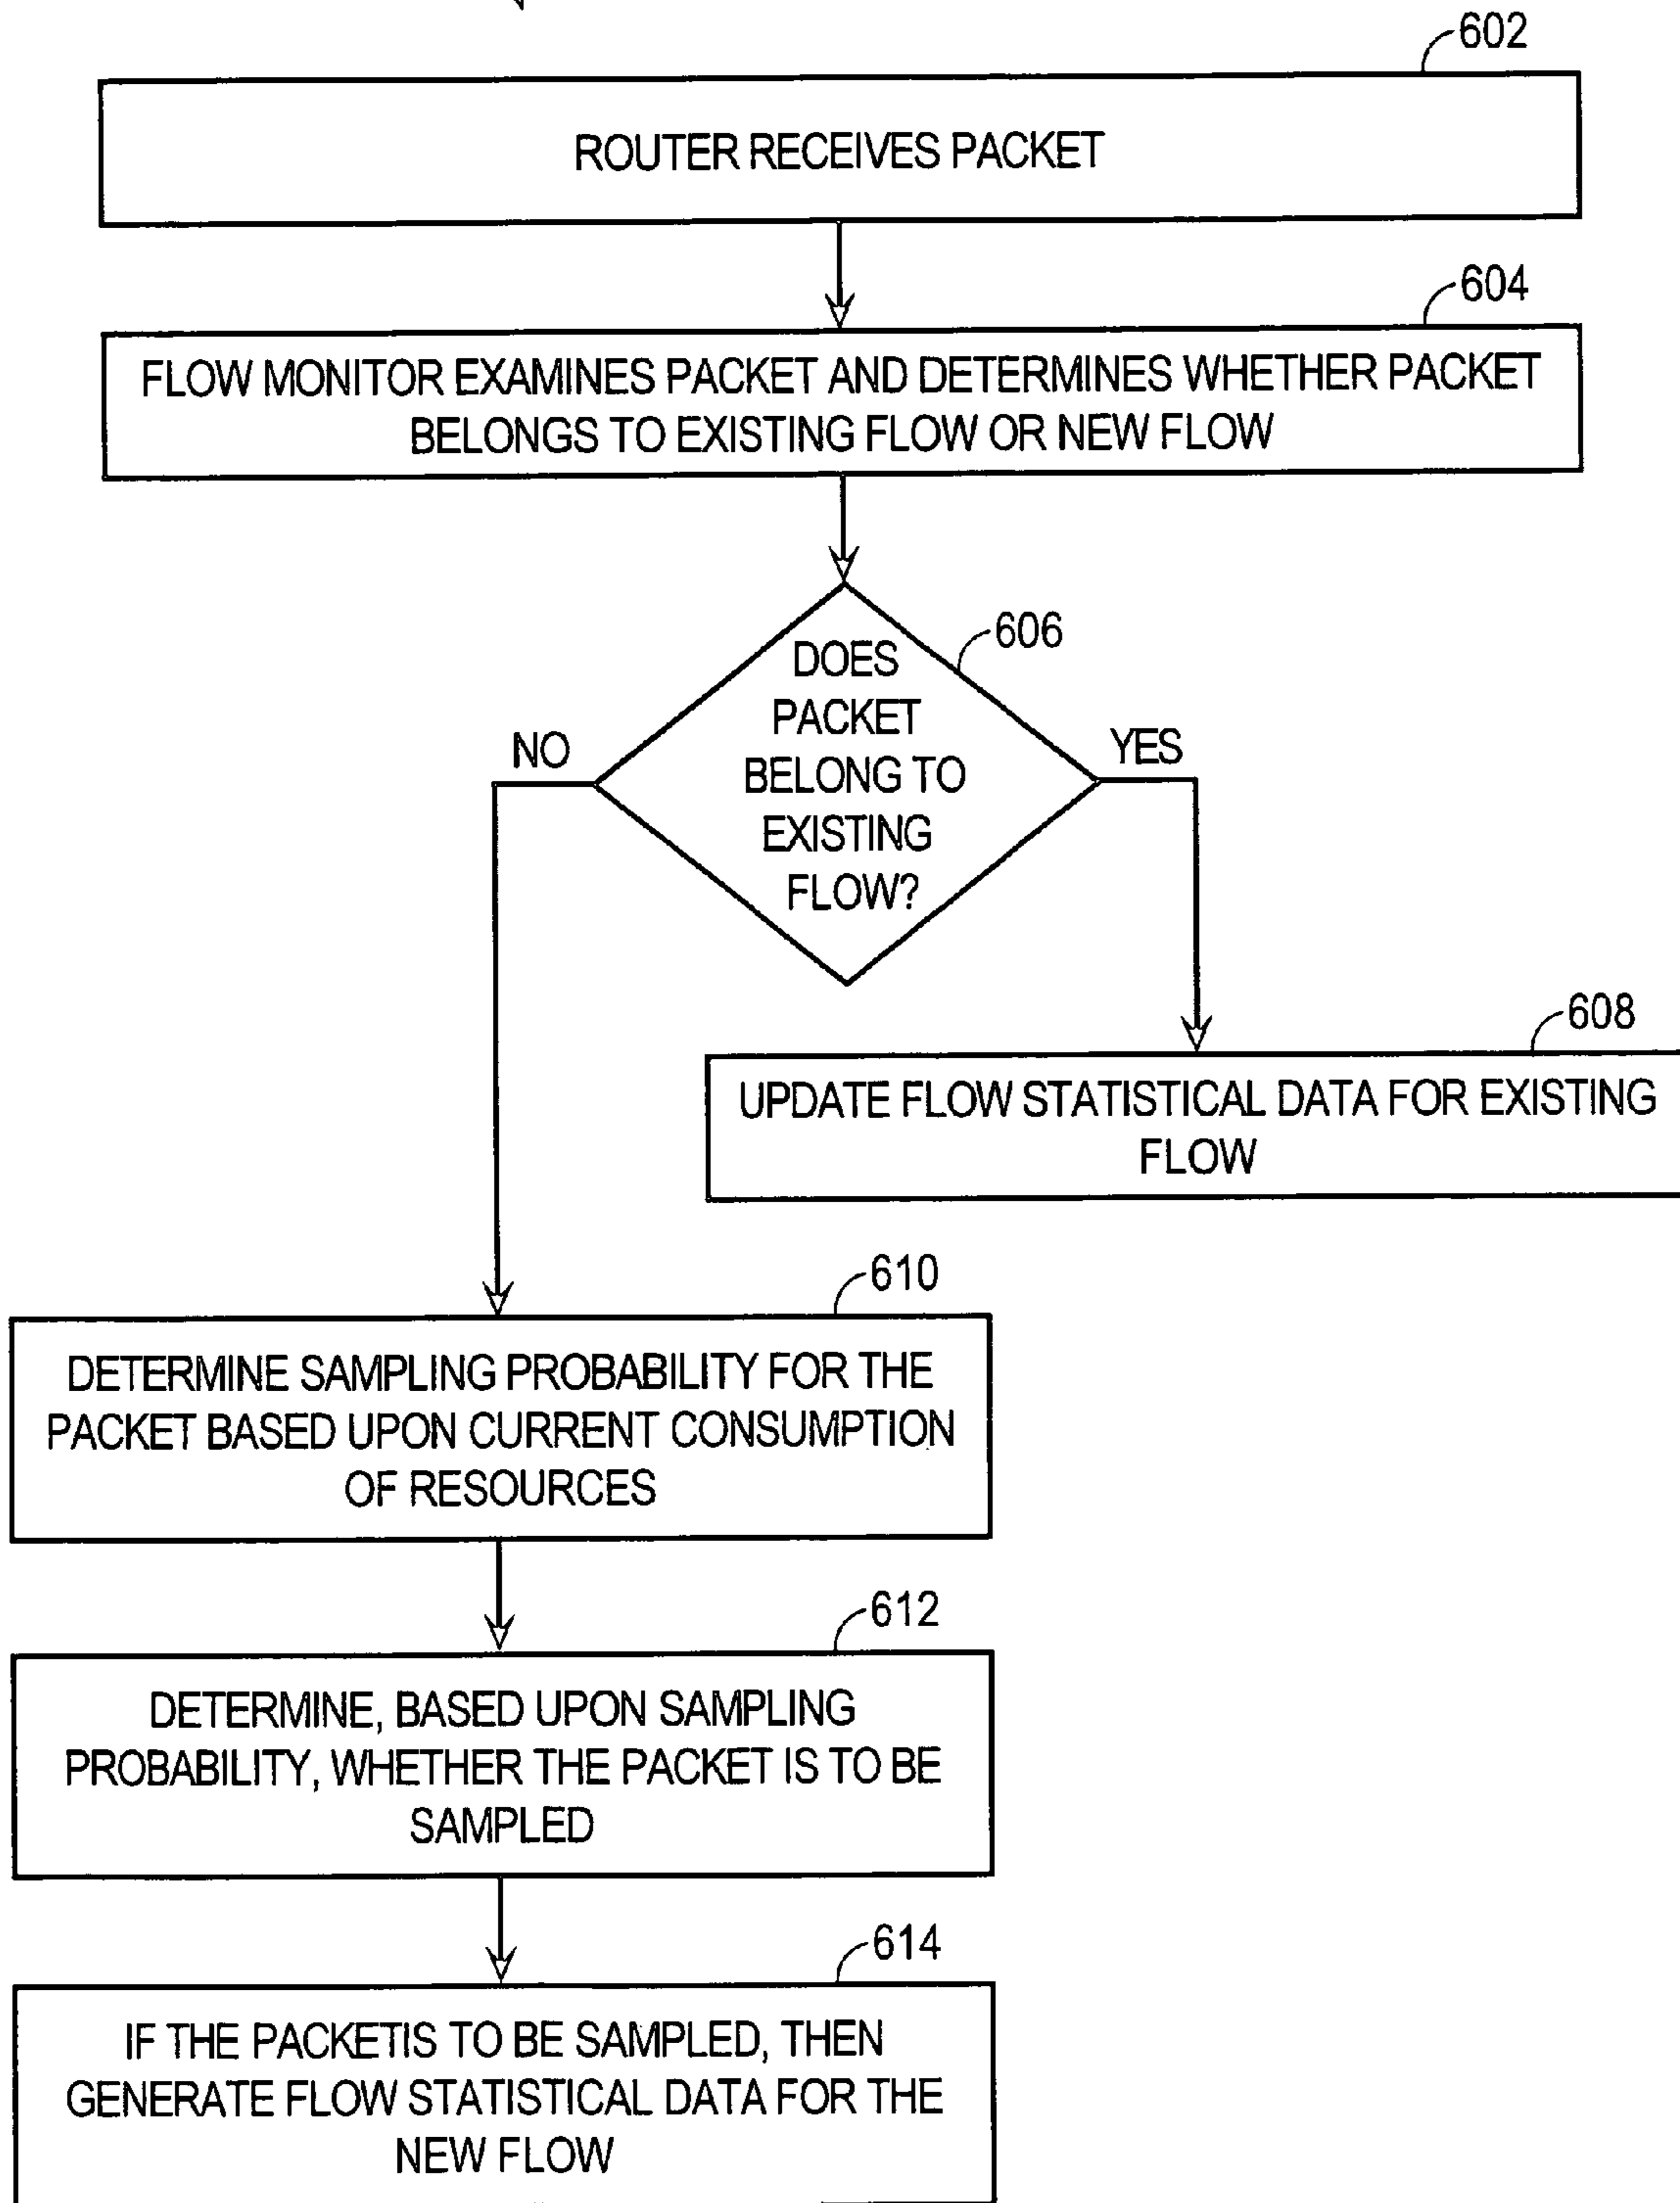 602
ROUTER RECEIVES PACKET
604
FLOW MONITOR EXAMINES PACKET AND DETERMINES WHETHER PACKET
BELONGS TO EXISTING FLOW OR NEW FLOW
606
DOES
PACKET
BELONG TO
EXISTING
FLOW?
NO
YES
608
UPDATE FLOW STATISTICAL DATA FOR EXISTING
FLOW
610
DETERMINE SAMPLING PROBABILITY FOR THE
PACKET BASED UPON CURRENT CONSUMPTION
OF RESOURCES
612
DETERMINE, BASED UPON SAMPLING
PROBABILITY, WHETHER THE PACKET IS TO BE
SAMPLED
614
IF THE PACKETIS TO BE SAMPLED, THEN
GENERATE FLOW STATISTICAL DATA FOR THE
NEW FLOW